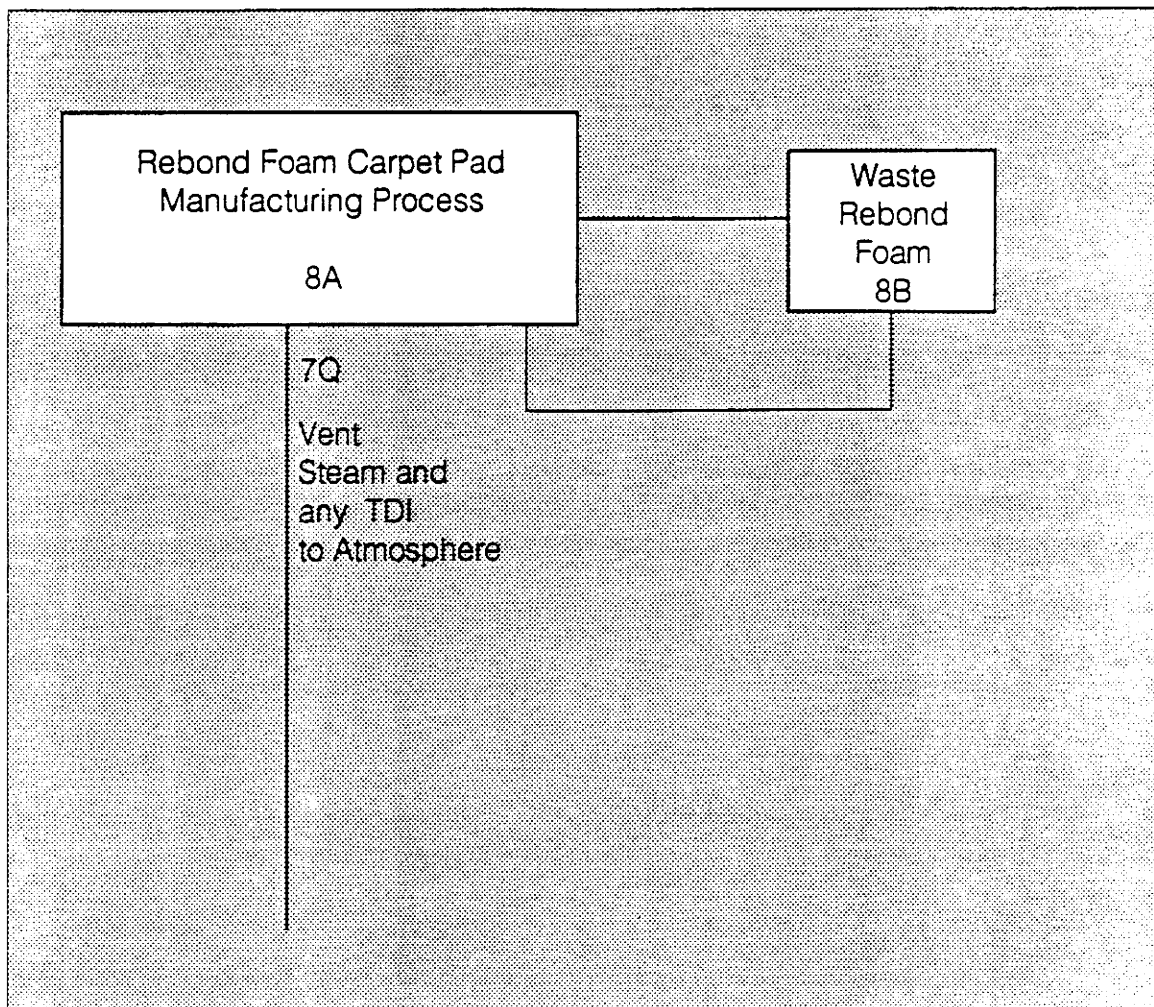 Rebond Foam Carpet Pad
Manufacturing Process
8A
Waste
Rebond
Foam
8B
7Q
Vent
Steam and
any TDI
to Atmosphere